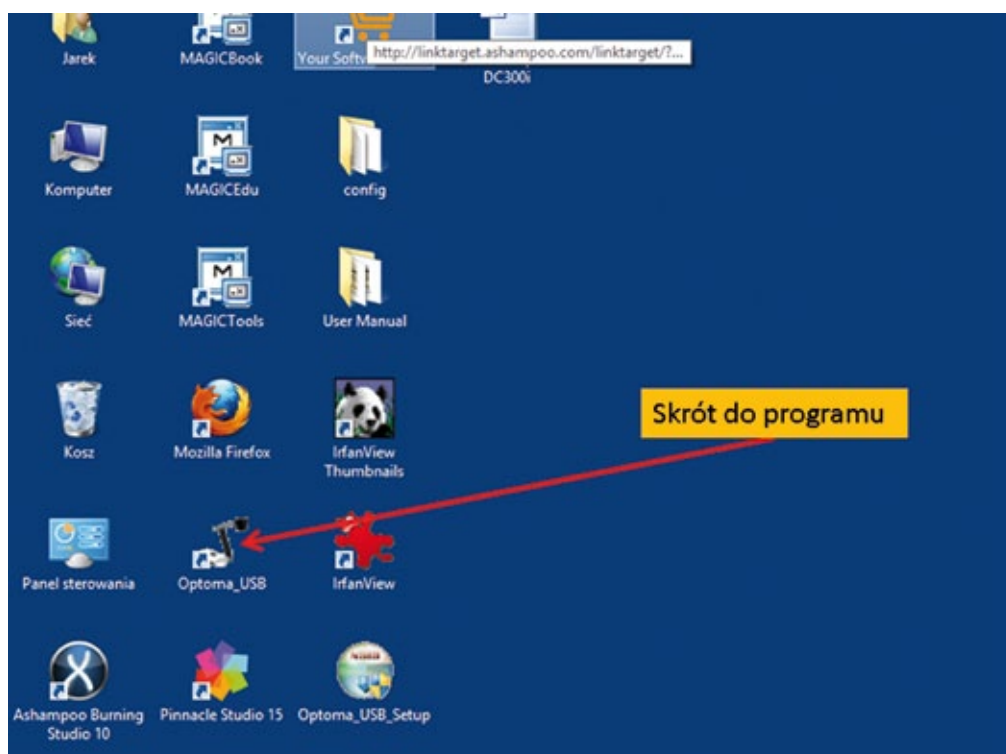 Jarek
MAGICBook
Your Softw
http://linktarget.ashampoo.com/linktarget/?...
DC300i
Komputer
MAGICEdu
config
Sieć
MAGICTools
User Manual
Skrót do programu
Kosz
Mozilla Firefox
IrfanView
Thumbnails
Panel sterowania
Optoma_USB
IrfanView
Ashampoo Burning
Studio 10
Pinnacle Studio 15
Optoma_USB_Setup